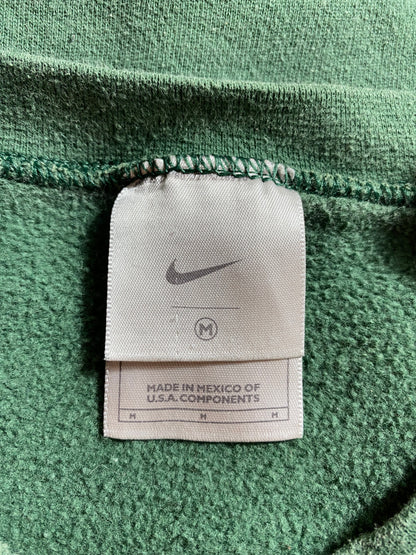 M
MADE IN MEXICO OF
U.S.A. COMPONENTS
M M M